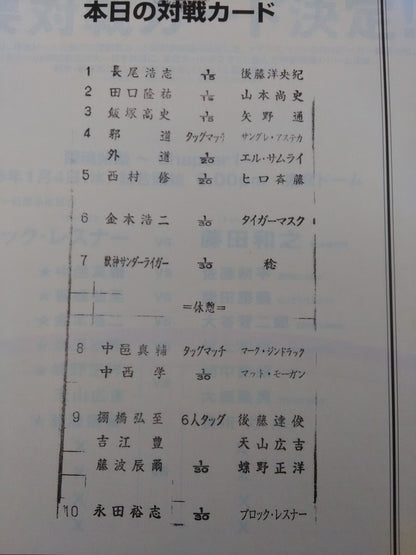 本日の対戦カード
1 長尾浩志 1/15 後藤洋央紀
2 田口隆祐 1/15 山本尚史
3 飯塚高史 1/15 矢野 通
4 邪道 タッグマッチ サングレ・アステカ
外道 1/20 エル・サムライ
5 西村 修 1/20 ヒロ斉藤
6 金本浩二 1/30 タイガーマスク
7 獣神サンダーライガー 1/30 稔
=休憩=
8 中邑真輔 タッグマッチ マーク・ジンドラック
中西 学 1/30 マット・モーガン
9 棚橋弘至 6人タッグ 後藤達俊
吉江 豊 天山広吉
藤波辰爾 1/30 蝶野正洋
10 永田裕志 1/30 ブロック・レスナー